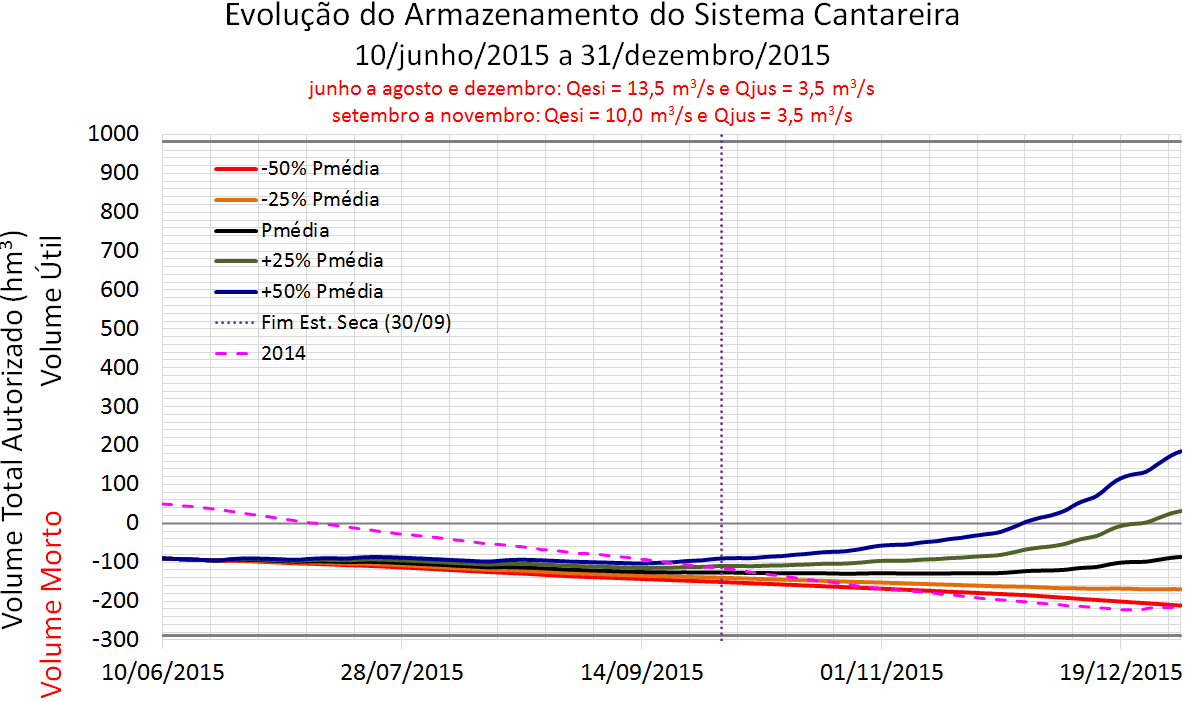 Evolução do Armazenamento do Sistema Cantareira
10/junho/2015 a 31/dezembro/2015
junho a agosto e dezembro: Qesi = 13,5 m³/s e Qjus = 3,5 m³/s
setembro a novembro: Qesi = 10,0 m³/s e Qjus = 3,5 m³/s
Volume Total Autorizado (hm³)
Volume Útil
Volume Morto
1000
900
800
700
600
500
400
300
200
100
0
-100
-200
-300
-50% Pmédia
-25% Pmédia
Pmédia
+25% Pmédia
+50% Pmédia
Fim Est. Seca (30/09)
2014
10/06/2015 28/07/2015 14/09/2015 01/11/2015 19/12/2015